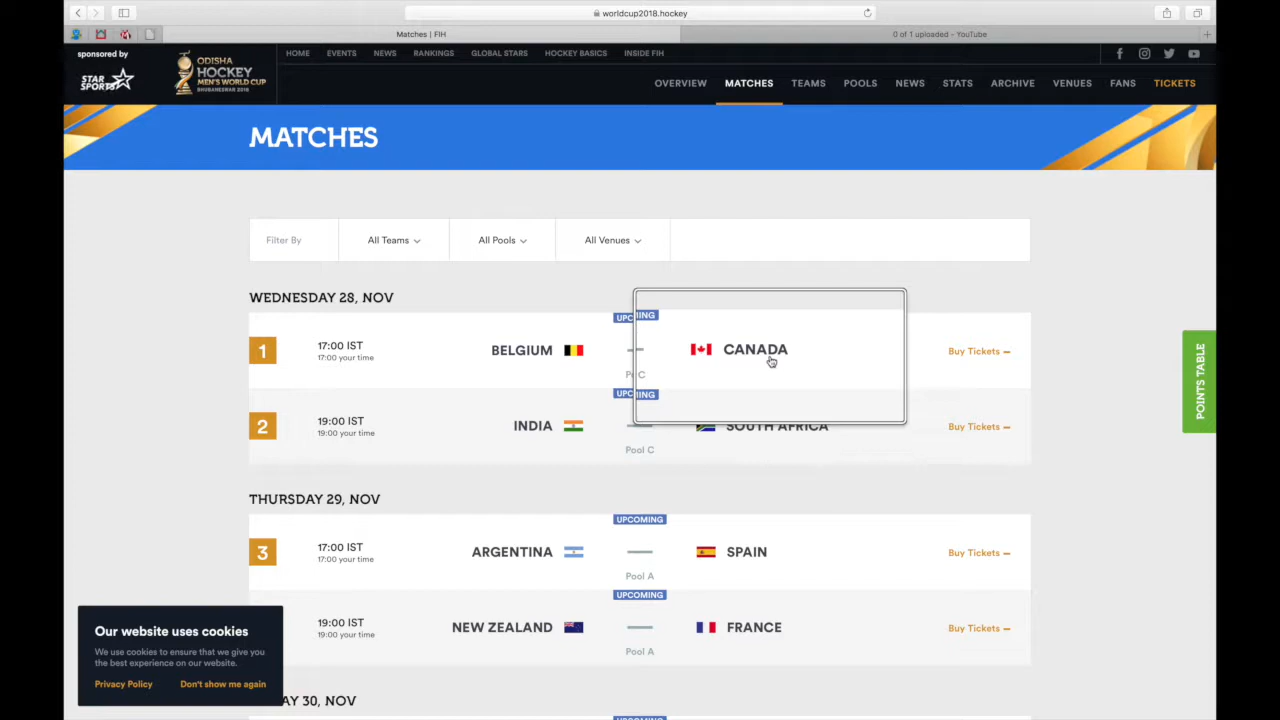 worldcup2018.hockey
Matches | FIH
0 of 1 uploaded - YouTube
sponsored by
STAR SPORTS
ODISHA
HOCKEY
MEN'S WORLD CUP
BHUBANESWAR 2018
HOME EVENTS NEWS RANKINGS GLOBAL STARS HOCKEY BASICS INSIDE FIH
OVERVIEW MATCHES TEAMS POOLS NEWS STATS ARCHIVE VENUES FANS TICKETS
MATCHES
Filter By All Teams All Pools All Venues
WEDNESDAY 28, NOV
UPC ING
1 17:00 IST BELGIUM CANADA Buy Tickets
17:00 your time
P C
UPC ING
2 19:00 IST INDIA SOUTH AFRICA Buy Tickets
19:00 your time
Pool C
POINTS TABLE
THURSDAY 29, NOV
UPCOMING
3 17:00 IST ARGENTINA SPAIN Buy Tickets
17:00 your time
Pool A
UPCOMING
19:00 IST NEW ZEALAND FRANCE Buy Tickets
19:00 your time
Pool A
Our website uses cookies
We use cookies to ensure that we give you
the best experience on our website.
Privacy Policy Don't show me again
AY 30, NOV
UPCOMING